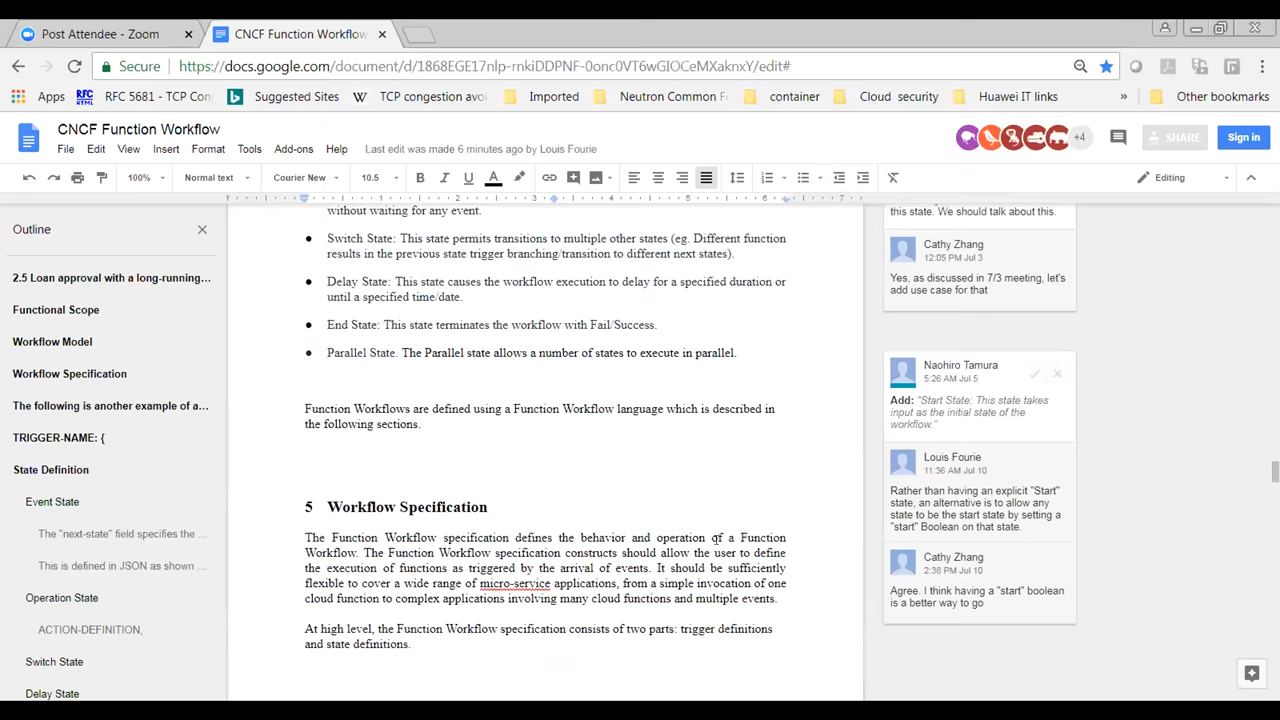 Post Attendee - Zoom
CNCF Function Workflow
Secure
https://docs.google.com/document/d/1868EGE17nlp-rnkiDDPNF-0onc0VT6wGIOCeMXaknxY/edit#
Apps
RFC 5681 - TCP Con
Suggested Sites
TCP congestion avoi
Imported
Neutron Common F
container
Cloud security
Huawei IT links
»
Other bookmarks
CNCF Function Workflow
File Edit View Insert Format Tools Add-ons Help
Last edit was made 6 minutes ago by Louis Fourie
+4
SHARE
Sign in
100%
Normal text
Courier New
10.5
Editing
Outline
2.5 Loan approval with a long-running...
Functional Scope
Workflow Model
Workflow Specification
The following is another example of a...
TRIGGER-NAME: {
State Definition
Event State
The "next-state" field specifies the ...
This is defined in JSON as shown ...
Operation State
ACTION-DEFINITION,
Switch State
Delay State
without waiting for any event.
● Switch State: This state permits transitions to multiple other states (eg. Different function
results in the previous state trigger branching/transition to different next states).
● Delay State: This state causes the workflow execution to delay for a specified duration or
until a specified time/date.
● End State: This state terminates the workflow with Fail/Success.
● Parallel State. The Parallel state allows a number of states to execute in parallel.
Function Workflows are defined using a Function Workflow language which is described in
the following sections.
5 Workflow Specification
The Function Workflow specification defines the behavior and operation of a Function
Workflow. The Function Workflow specification constructs should allow the user to define
the execution of functions as triggered by the arrival of events. It should be sufficiently
flexible to cover a wide range of micro-service applications, from a simple invocation of one
cloud function to complex applications involving many cloud functions and multiple events.
At high level, the Function Workflow specification consists of two parts: trigger definitions
and state definitions.
this state. We should talk about this.
Cathy Zhang
12:05 PM Jul 3
Yes, as discussed in 7/3 meeting, let's
add use case for that
Naohiro Tamura
5:26 AM Jul 5
Add: "Start State: This state takes
input as the initial state of the
workflow."
Louis Fourie
11:36 AM Jul 10
Rather than having an explicit "Start"
state, an alternative is to allow any
state to be the start state by setting a
"start" Boolean on that state.
Cathy Zhang
2:38 PM Jul 10
Agree. I think having a "start" boolean
is a better way to go